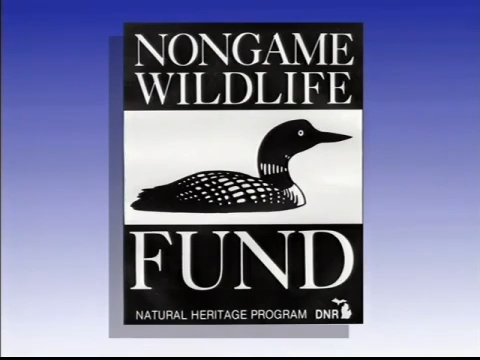 NONGAME
WILDLIFE
FUND
NATURAL HERITAGE PROGRAM DNR